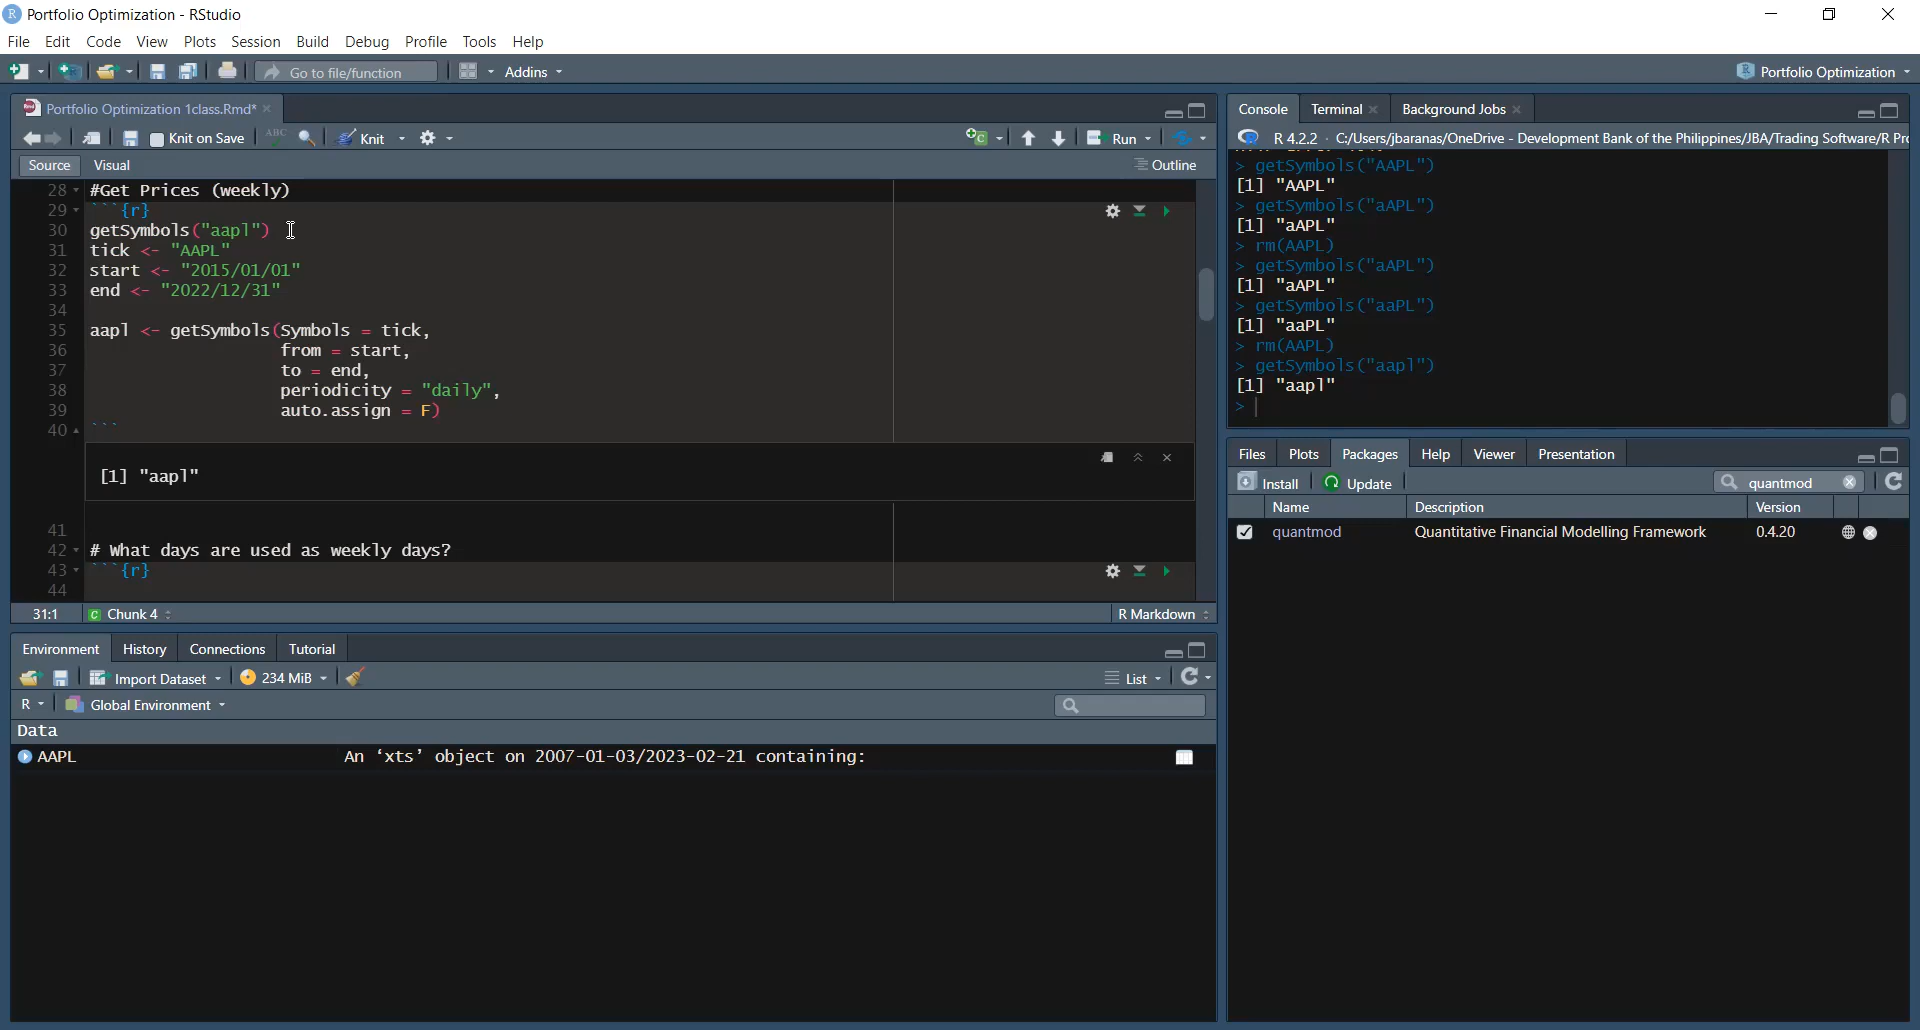 Portfolio Optimization - RStudio
File Edit Code View Plots Session Build Debug Profile Tools Help
Go to file/function Addins Portfolio Optimization
Portfolio Optimization 1class.Rmd*
Knit on Save ABC Knit Run
Source Visual Outline
28 #Get Prices (weekly)
29 ```{r}
30 getSymbols("aapl")
31 tick <- "AAPL"
32 start <- "2015/01/01"
33 end <- "2022/12/31"
34
35 aapl <- getSymbols(Symbols = tick,
36 from = start,
37 to = end,
38 periodicity = "daily",
39 auto.assign = F)
40 ```
[1] "aapl"
41
42 # What days are used as weekly days?
43 ```{r}
44
31:1 Chunk 4 R Markdown
Environment History Connections Tutorial
Import Dataset 234 MiB List
R Global Environment
Data
AAPL An ‘xts’ object on 2007-01-03/2023-02-21 containing:
Console Terminal Background Jobs
R 4.2.2 · C:/Users/jbaranas/OneDrive - Development Bank of the Philippines/JBA/Trading Software/R Pr
> getSymbols("AAPL")
[1] "AAPL"
> getSymbols("aAPL")
[1] "aAPL"
> rm(AAPL)
> getSymbols("aAPL")
[1] "aAPL"
> getSymbols("aaPL")
[1] "aaPL"
> rm(AAPL)
> getSymbols("aapl")
[1] "aapl"
>
Files Plots Packages Help Viewer Presentation
Install Update quantmod
Name Description Version
quantmod Quantitative Financial Modelling Framework 0.4.20